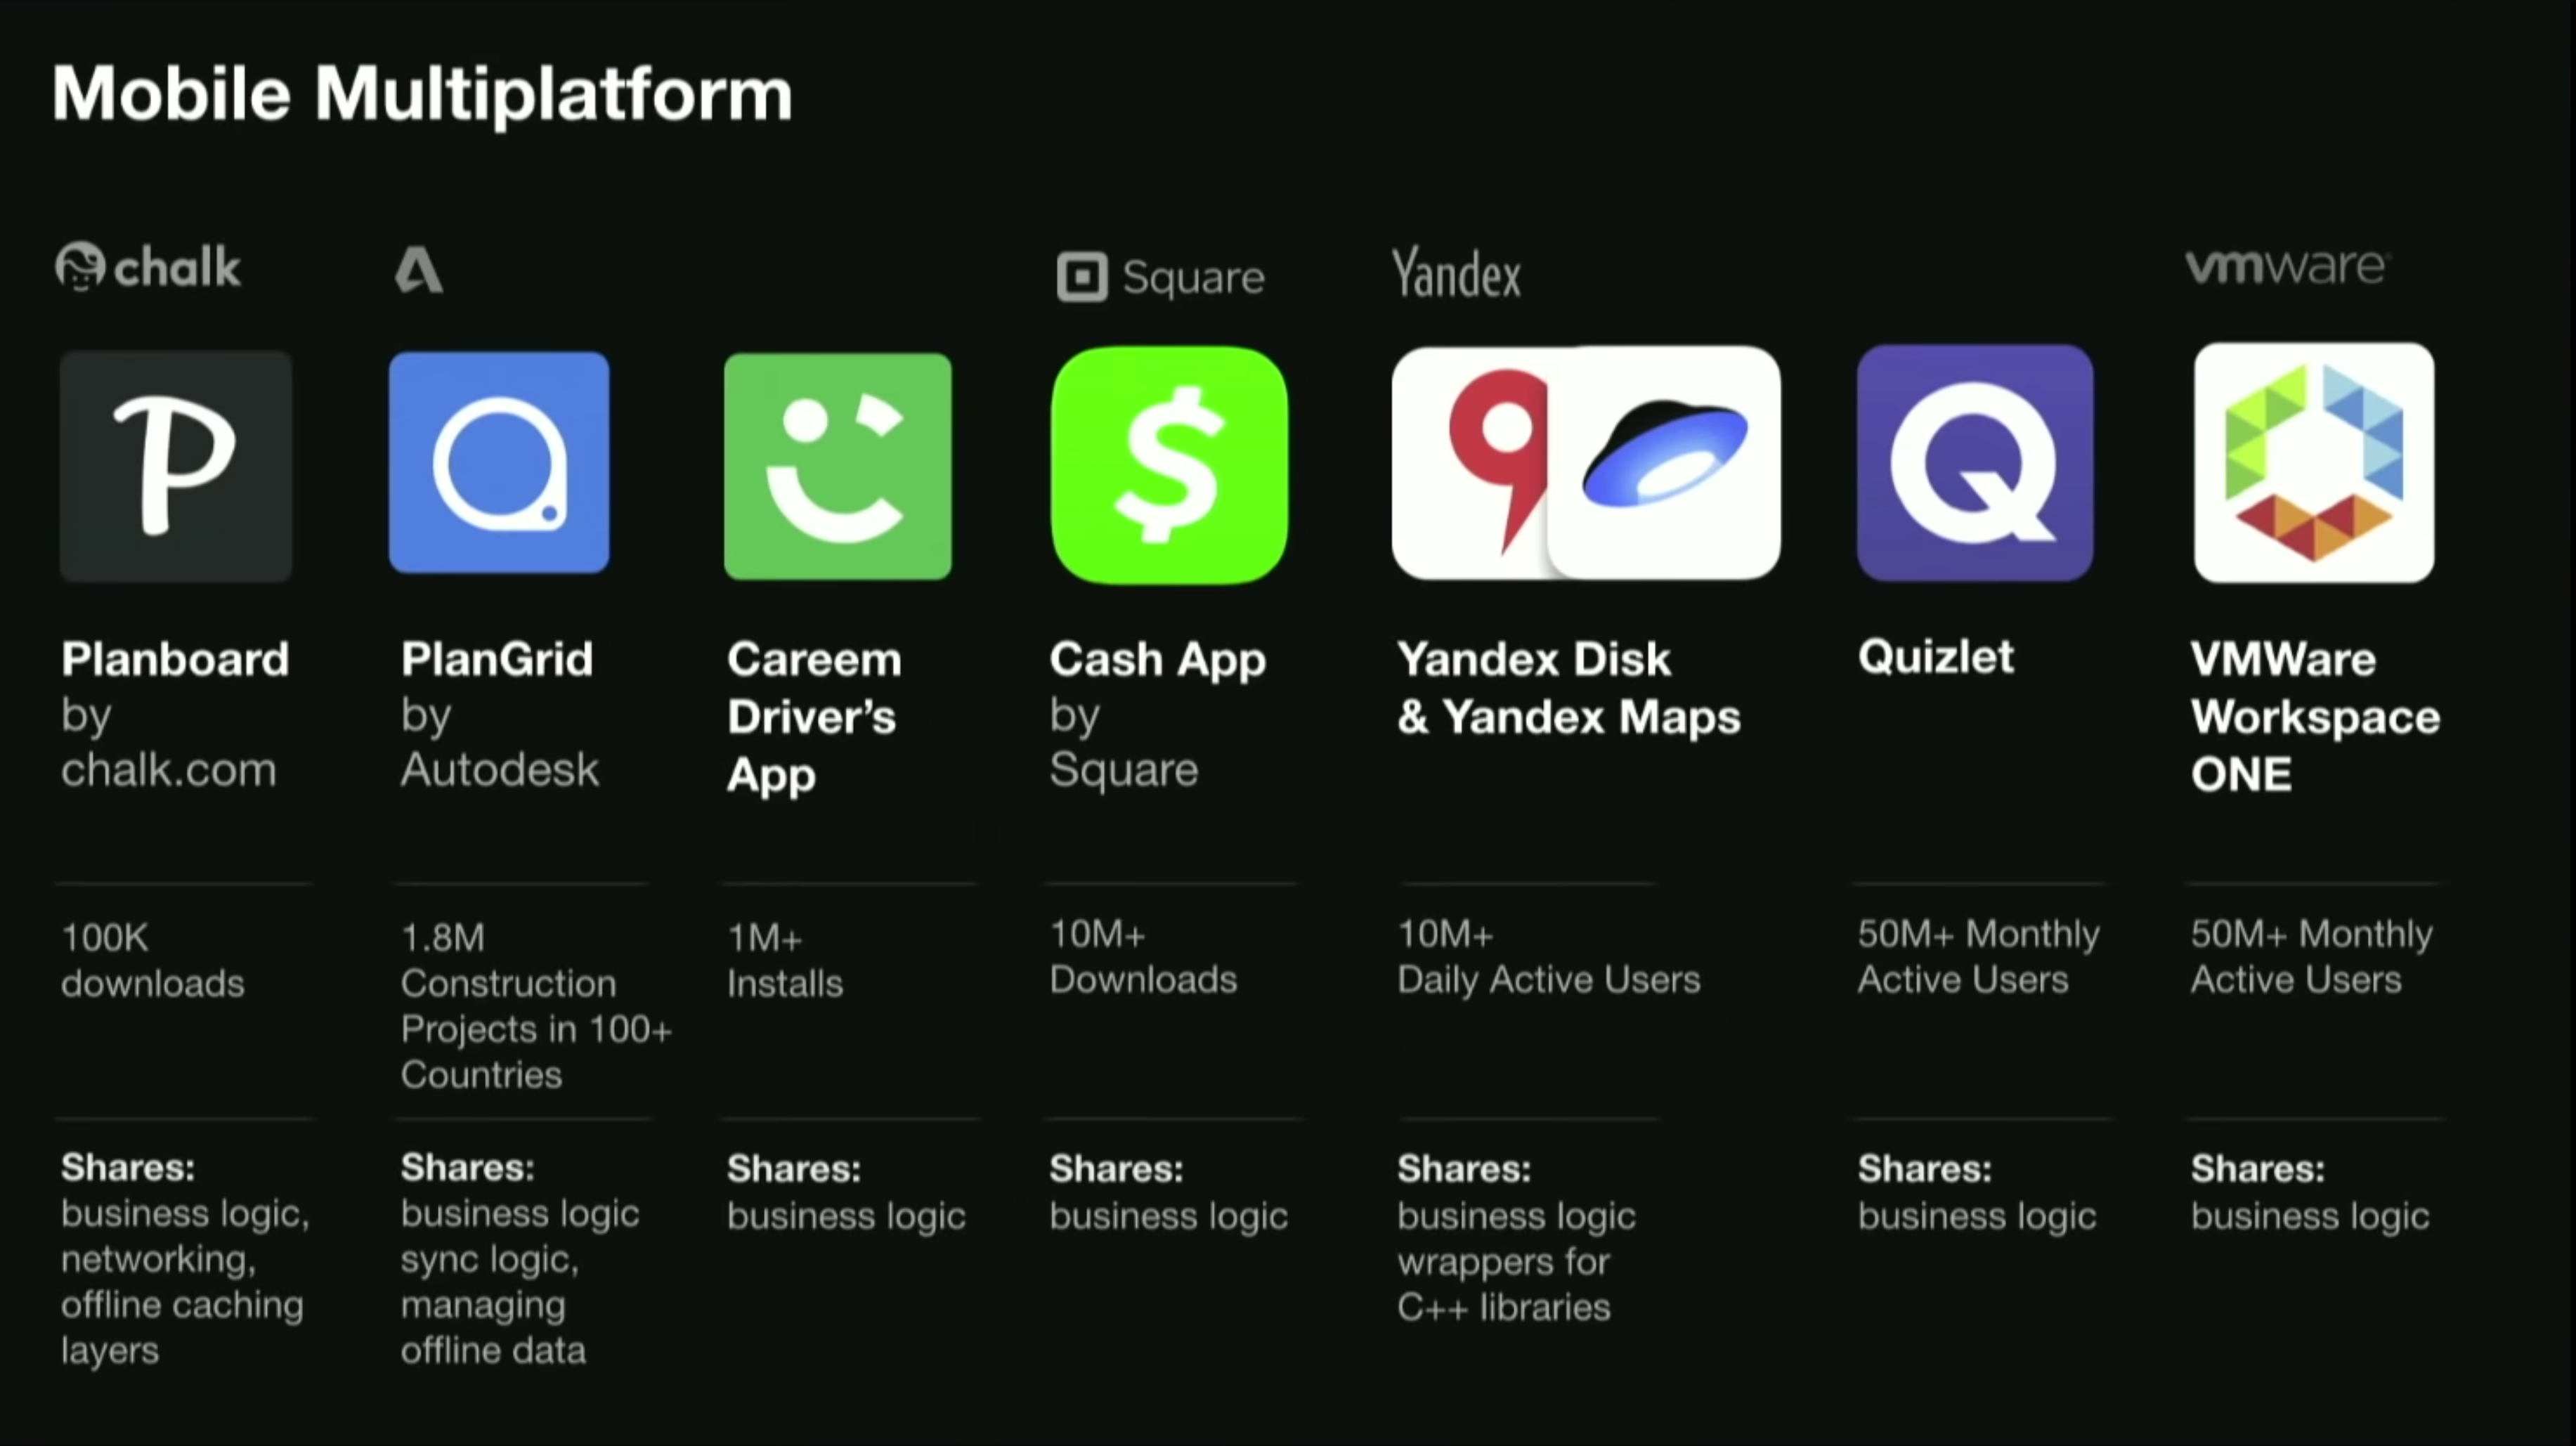 Mobile Multiplatform
chalk
Square
Yandex
vmware
Planboard
by
chalk.com
PlanGrid
by
Autodesk
Careem
Driver’s
App
Cash App
by
Square
Yandex Disk
& Yandex Maps
Quizlet
VMWare
Workspace
ONE
100K
downloads
1.8M
Construction
Projects in 100+
Countries
1M+
Installs
10M+
Downloads
10M+
Daily Active Users
50M+ Monthly
Active Users
50M+ Monthly
Active Users
Shares:
business logic,
networking,
offline caching
layers
Shares:
business logic
sync logic,
managing
offline data
Shares:
business logic
Shares:
business logic
Shares:
business logic
wrappers for
C++ libraries
Shares:
business logic
Shares:
business logic